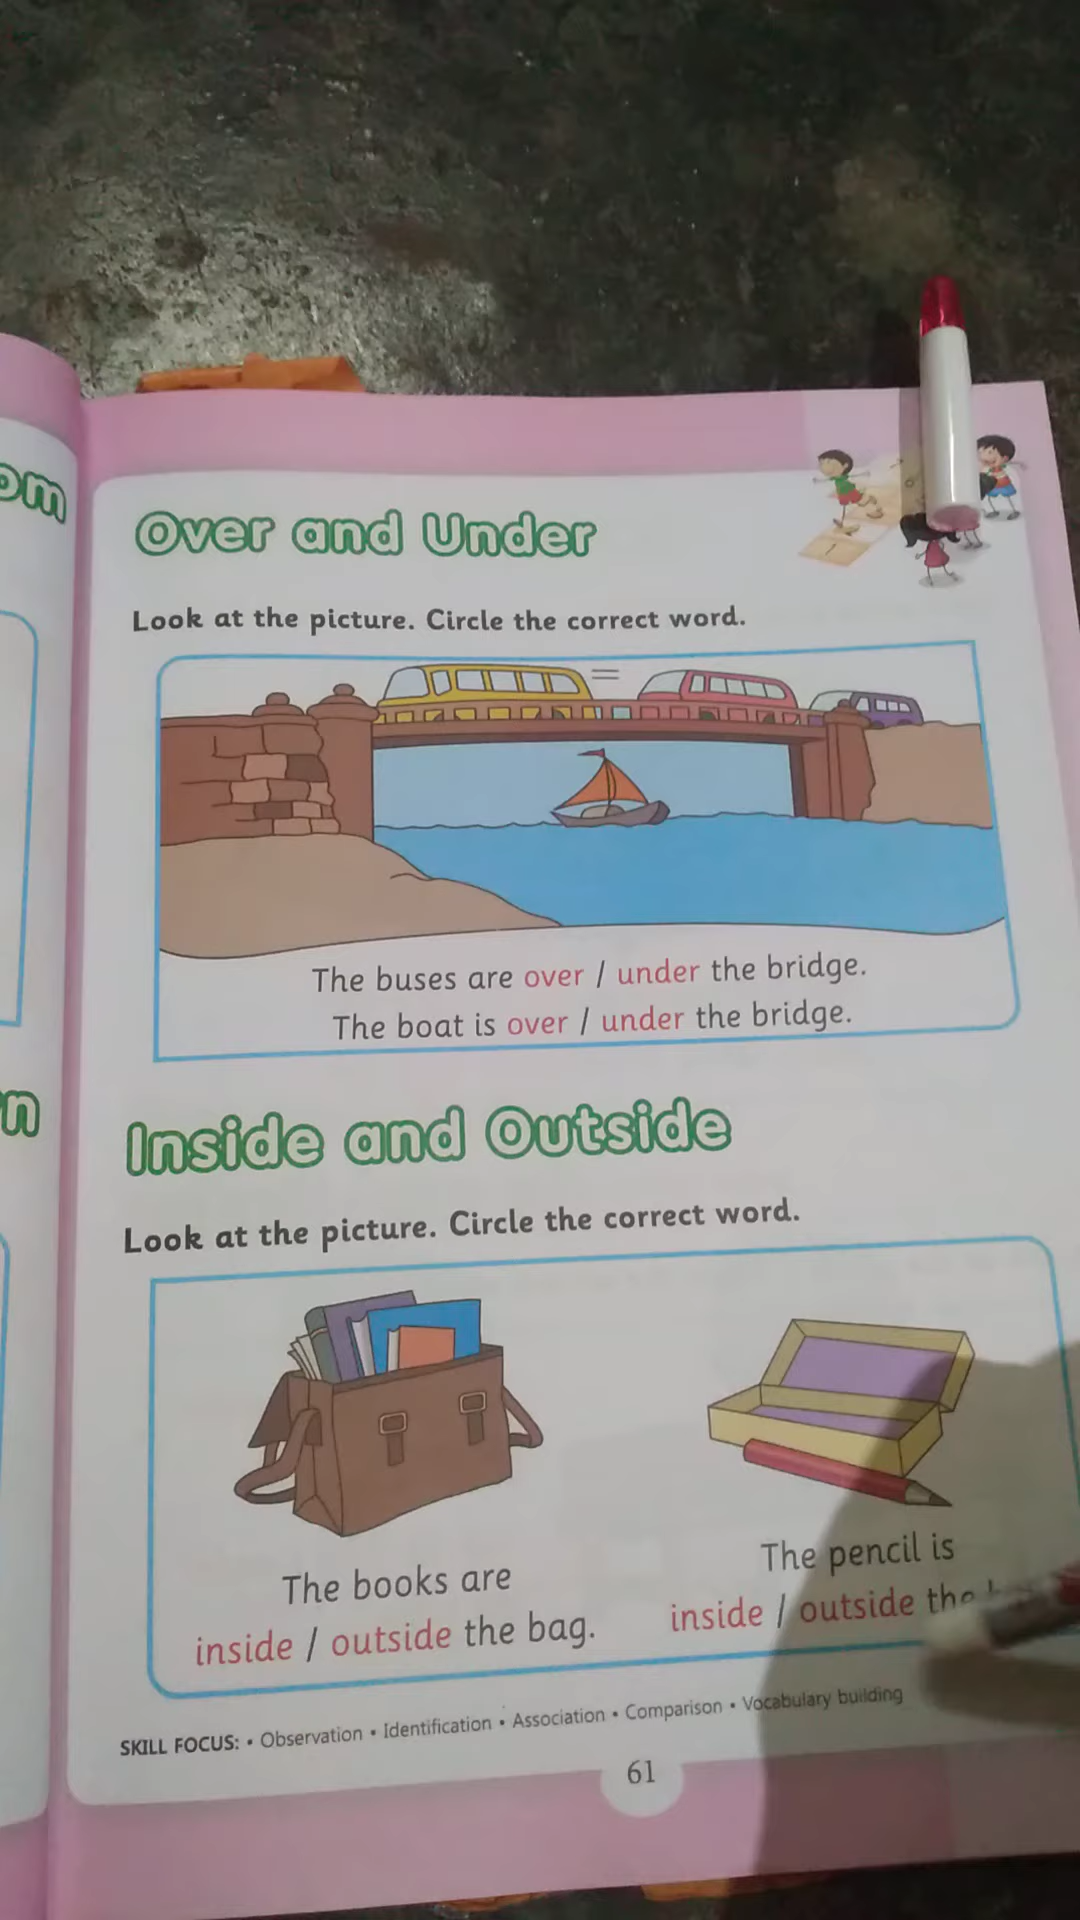 om
Over and Under
Look at the picture. Circle the correct word.
The buses are over / under the bridge.
The boat is over / under the bridge.
n
Inside and Outside
Look at the picture. Circle the correct word.
The books are
inside / outside the bag.
The pencil is
inside / outside the
SKILL FOCUS: • Observation • Identification • Association • Comparison • Vocabulary building
61